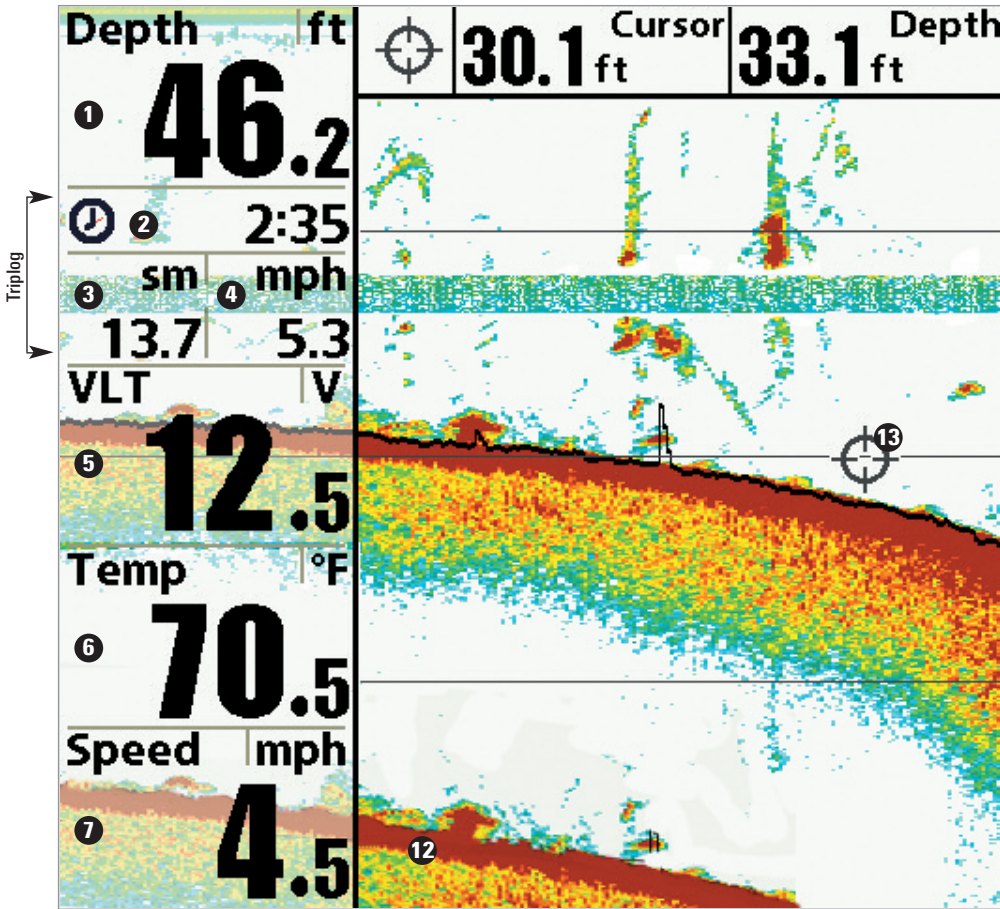 Depth ft
46.2
1
2 2:35
Triplog
sm mph
3 4
13.7 5.3
VLT V
12.5
5
Temp °F
70.5
6
Speed mph
4.5
7
Cursor
30.1 ft
Depth
33.1 ft
13
12